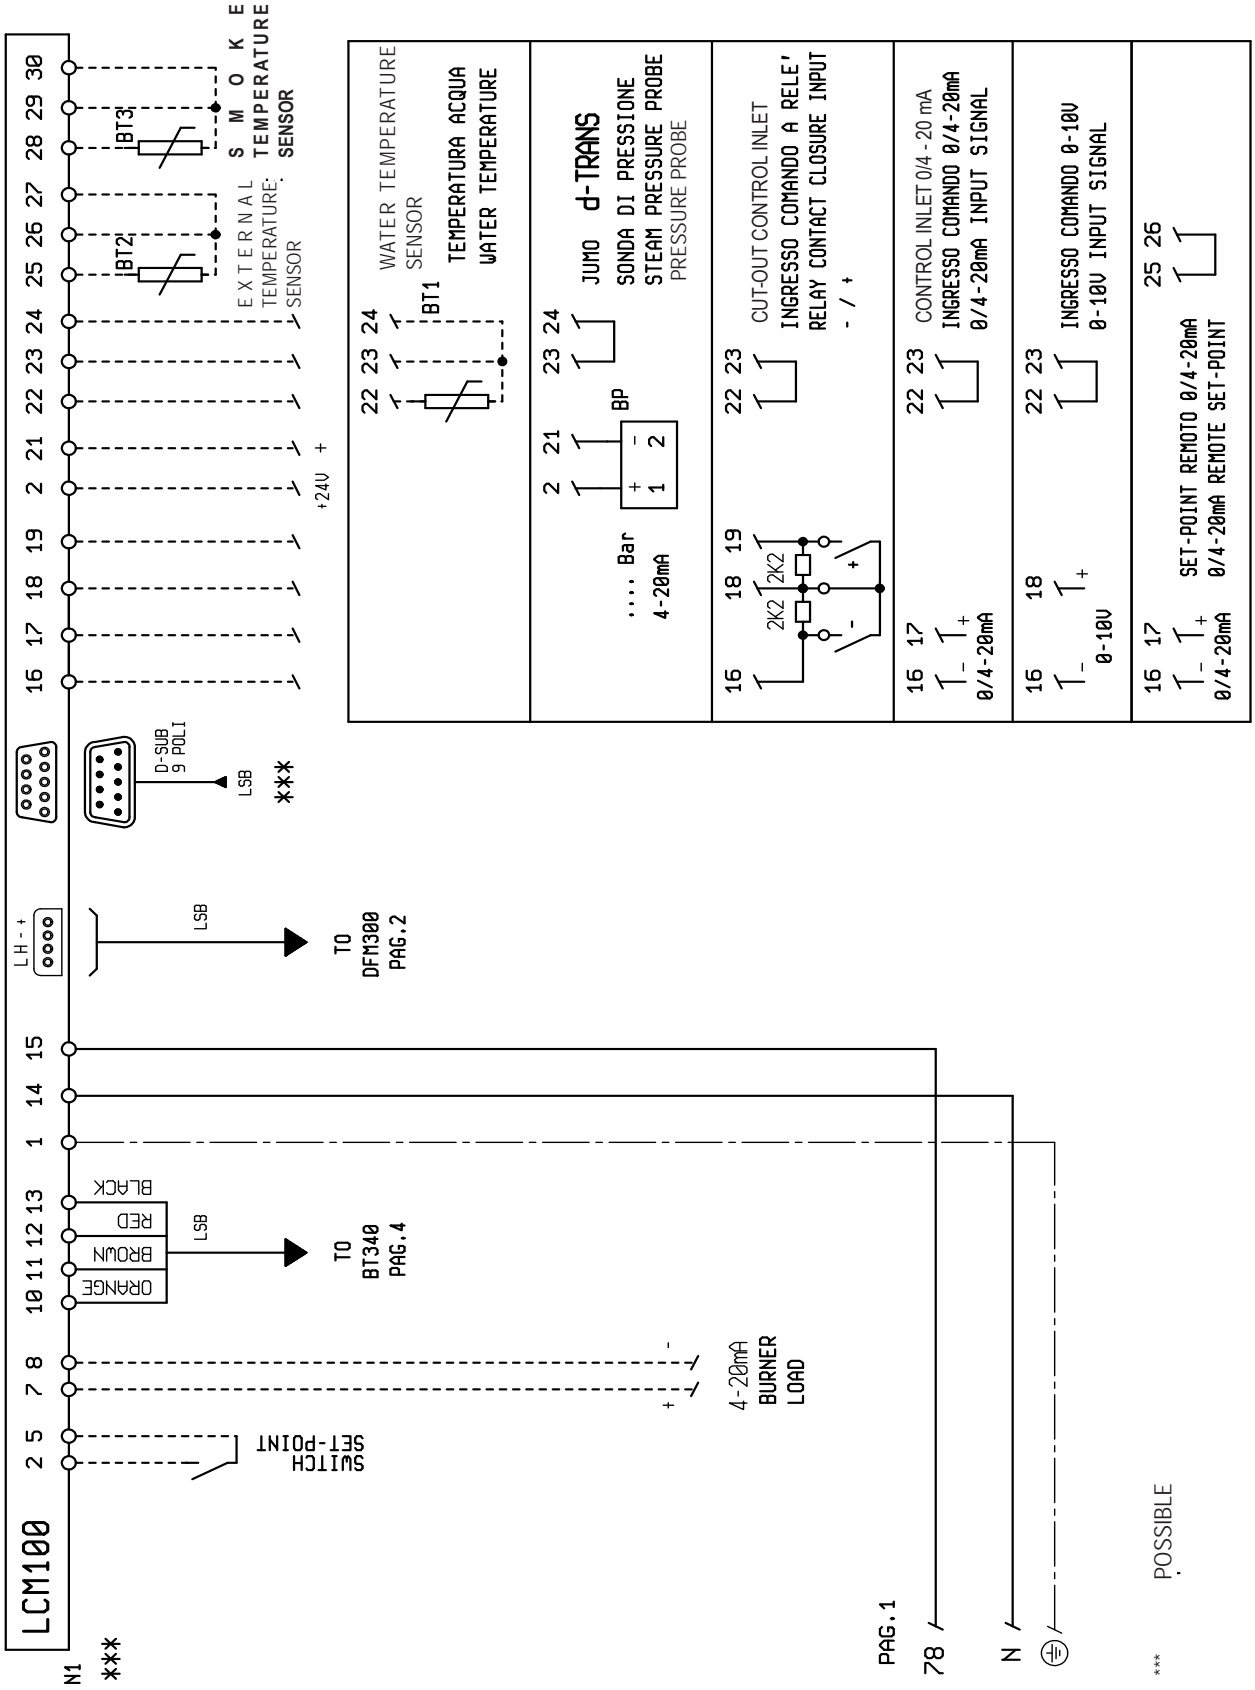 LCM100
N1
***
2 5 7 8 10 11 12 13 1 14 15
16 17 18 19 2 21 22 23 24 25 26 27 28 29 30
SWITCH
SET-POINT
+ -
4-20mA
BURNER
LOAD
ORANGE
BROWN
RED
BLACK
LSB
TO
BT340
PAG.4
L H - +
LSB
TO
DFM300
PAG.2
D-SUB
9 POLI
LSB
***
+24V +
BT2
EXTERNAL
TEMPERATURE
SENSOR
BT3
SMOKE
TEMPERATURE
SENSOR
PAG.1
78
N
*** POSSIBLE
22 23 24
BT1
WATER TEMPERATURE
SENSOR
TEMPERATURA ACQUA
WATER TEMPERATURE
2 21 23 24
+ -
1 2
BP
.... Bar
4-20mA
JUMO d-TRANS
SONDA DI PRESSIONE
STEAM PRESSURE PROBE
PRESSURE PROBE
16 18 19 22 23
2K2 2K2
- +
CUT-OUT CONTROL INLET
INGRESSO COMANDO A RELE'
RELAY CONTACT CLOSURE INPUT
- / +
16 17 22 23
- +
0/4-20mA
CONTROL INLET 0/4 - 20 mA
INGRESSO COMANDO 0/4-20mA
0/4-20mA INPUT SIGNAL
16 18 22 23
- +
0-10V
INGRESSO COMANDO 0-10V
0-10V INPUT SIGNAL
16 17 25 26
- +
0/4-20mA
SET-POINT REMOTO 0/4-20mA
0/4-20mA REMOTE SET-POINT